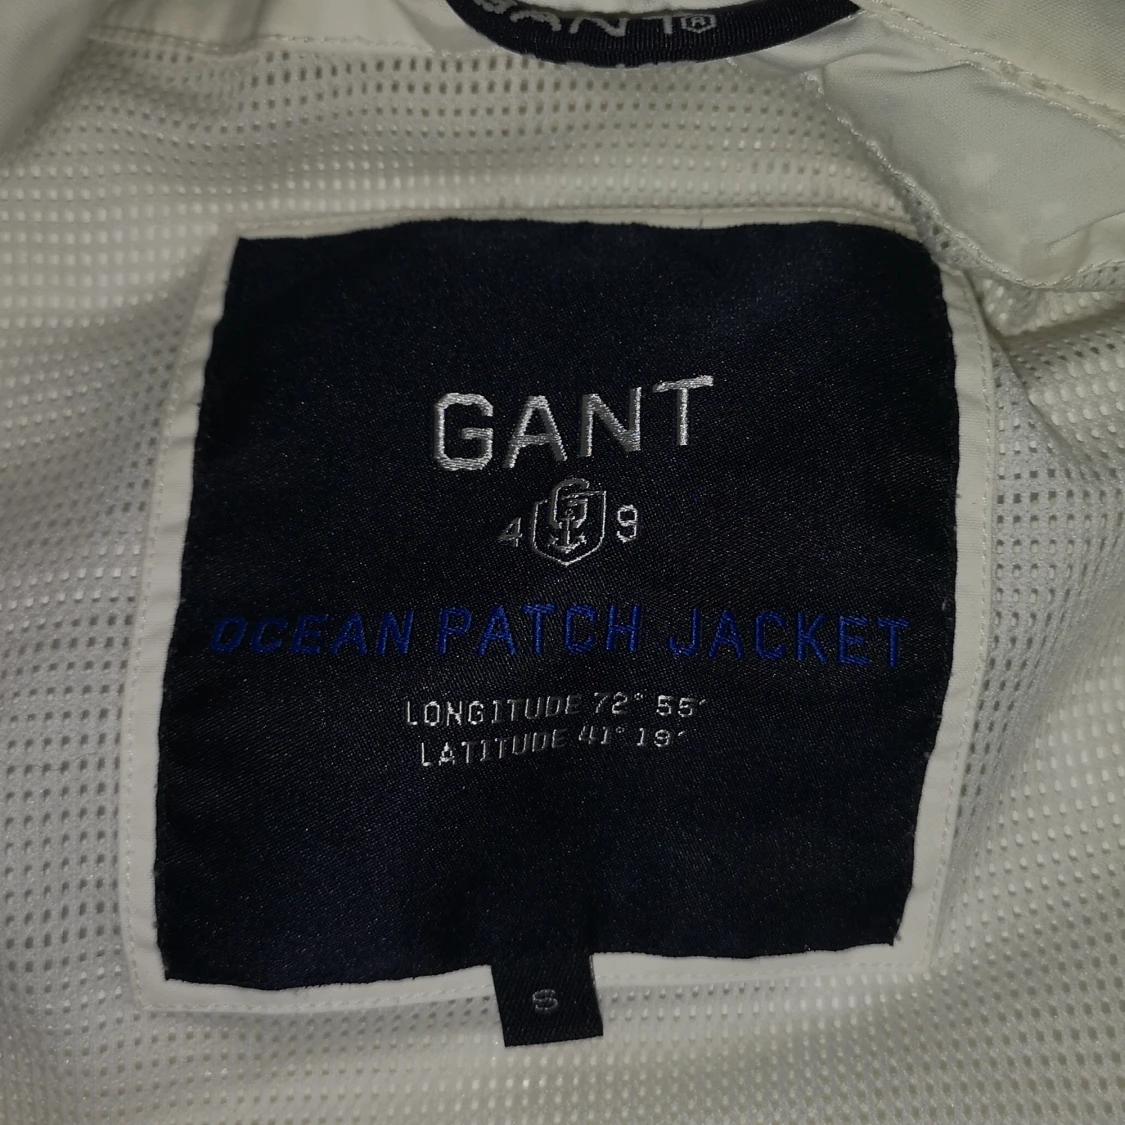 GANT®
GANT
4 G 9
OCEAN PATCH JACKET
LONGITUDE 72° 55′
LATITUDE 41° 19′
S